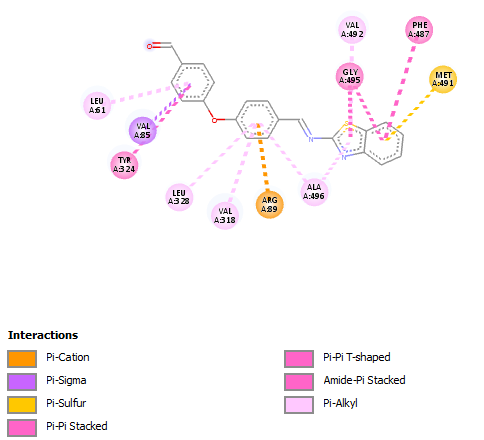 VAL
A:492
PHE
A:487
GLY
A:495
MET
A:491
LEU
A:61
VAL
A:85
TYR
A:324
LEU
A:328
VAL
A:318
ARG
A:89
ALA
A:496
O
O
N
N
Interactions
Pi-Cation
Pi-Sigma
Pi-Sulfur
Pi-Pi Stacked
Pi-Pi T-shaped
Amide-Pi Stacked
Pi-Alkyl